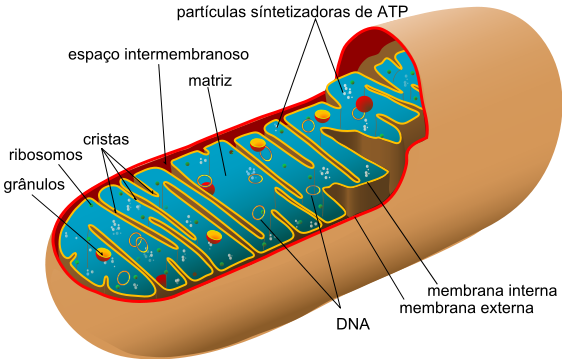 partículas síntetizadoras de ATP
espaço intermembranoso
matriz
cristas
ribosomos
grânulos
membrana interna
membrana externa
DNA